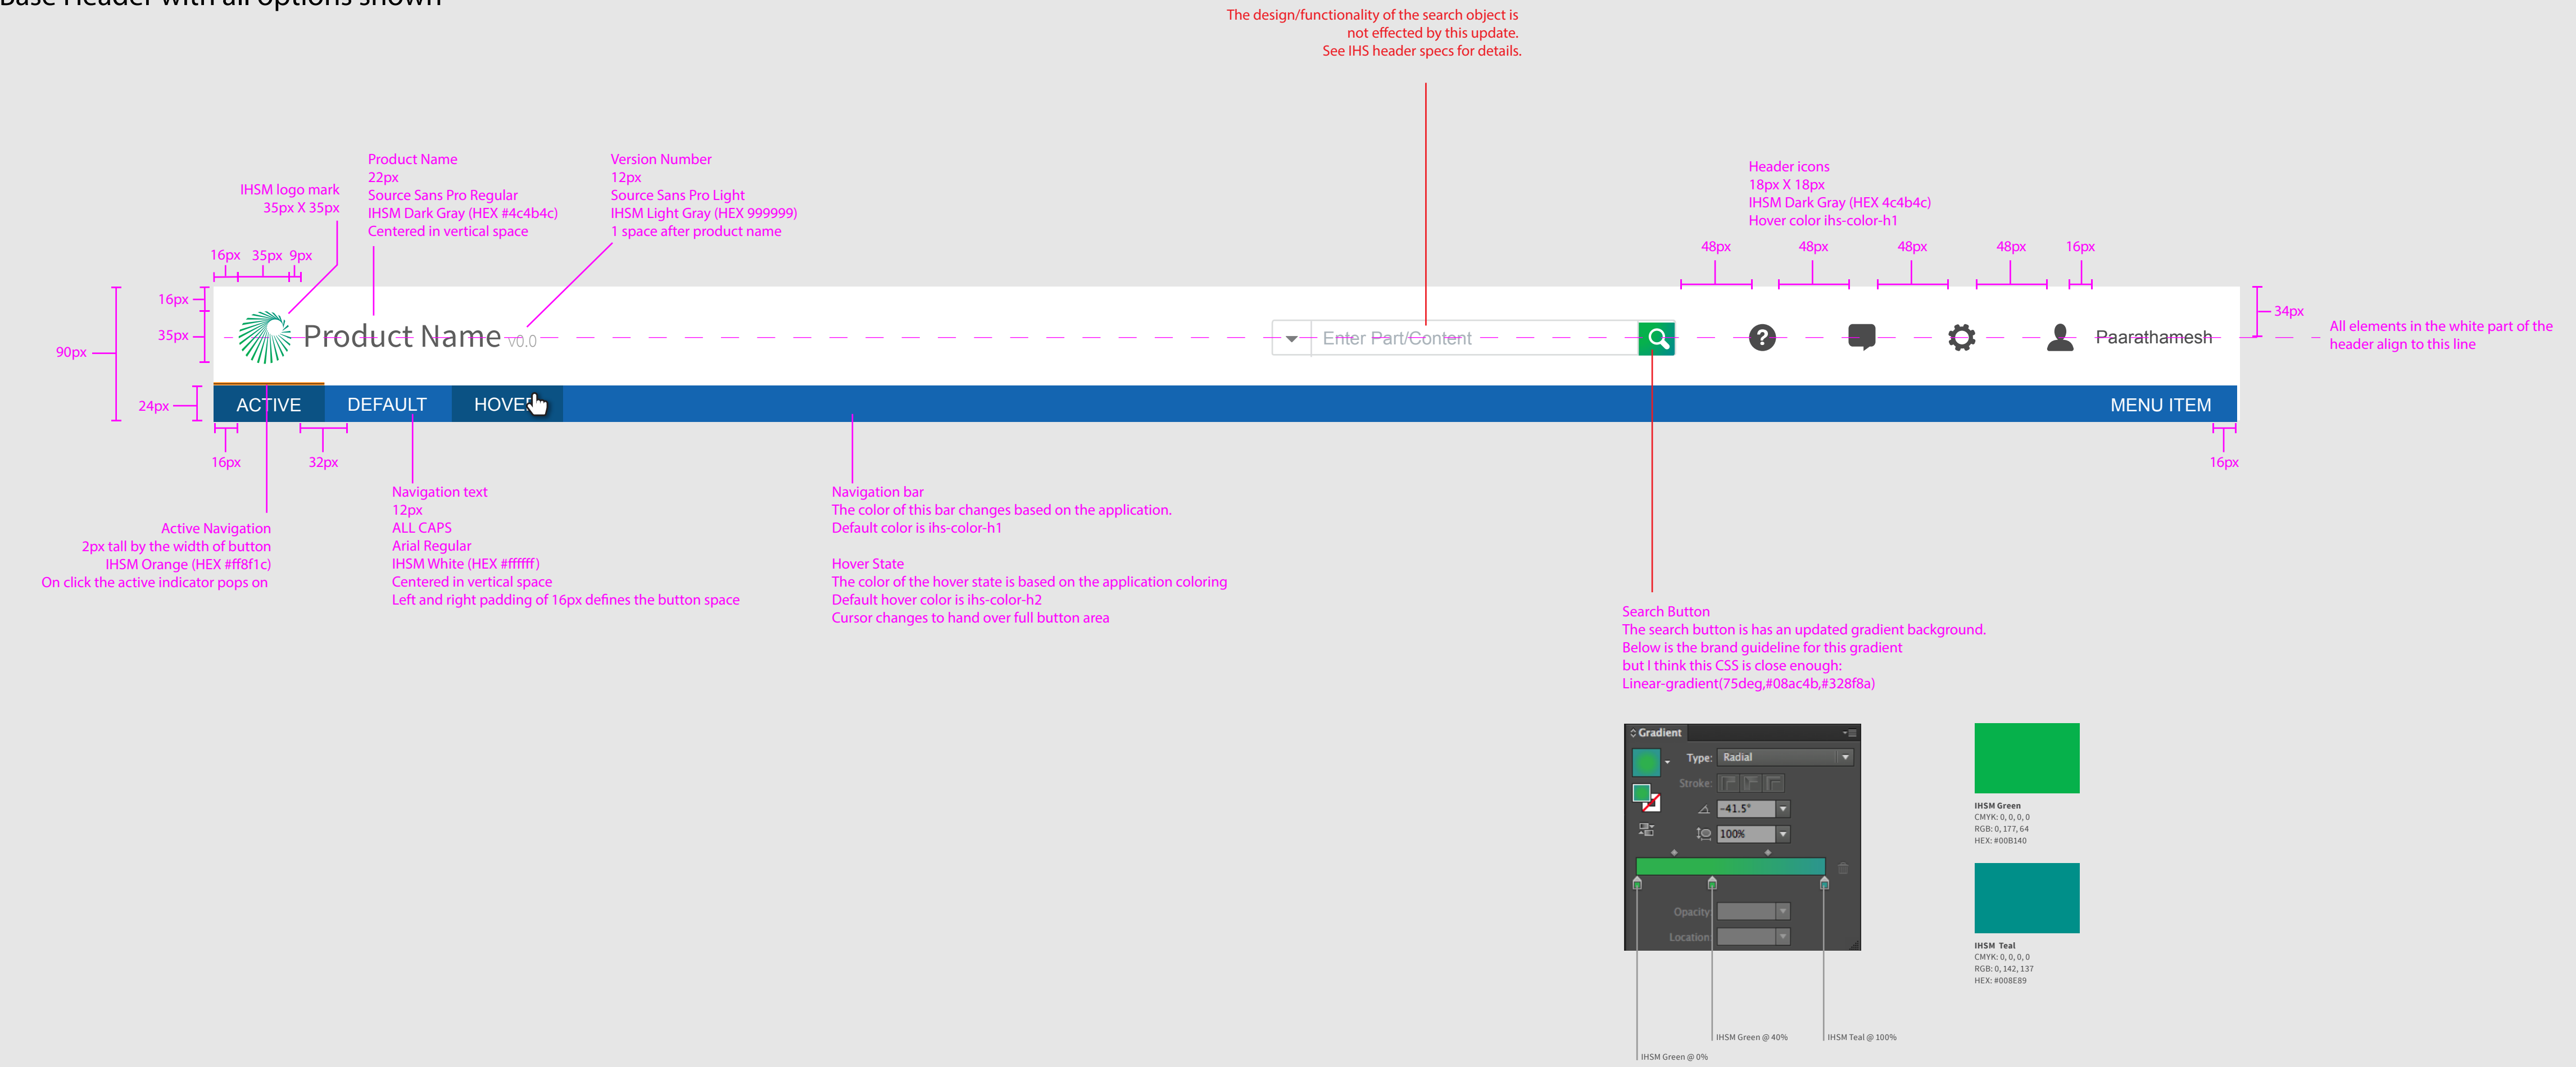 Base Header with all options shown
The design/functionality of the search object is
not effected by this update.
See IHS header specs for details.
IHSM logo mark
35px X 35px
Product Name
22px
Source Sans Pro Regular
IHSM Dark Gray (HEX #4c4b4c)
Centered in vertical space
Version Number
12px
Source Sans Pro Light
IHSM Light Gray (HEX 999999)
1 space after product name
Header icons
18px X 18px
IHSM Dark Gray (HEX 4c4b4c)
Hover color ihs-color-h1
16px 35px 9px
48px 48px 48px 48px 16px
90px
16px
35px
24px
Product Name v0.0
Enter Part/Content
?
Paarathamesh
34px
All elements in the white part of the
header align to this line
ACTIVE DEFAULT HOVER MENU ITEM
16px 32px 16px
Active Navigation
2px tall by the width of button
IHSM Orange (HEX #ff8f1c)
On click the active indicator pops on
Navigation text
12px
ALL CAPS
Arial Regular
IHSM White (HEX #ffffff)
Centered in vertical space
Left and right padding of 16px defines the button space
Navigation bar
The color of this bar changes based on the application.
Default color is ihs-color-h1
Hover State
The color of the hover state is based on the application coloring
Default hover color is ihs-color-h2
Cursor changes to hand over full button area
Search Button
The search button is has an updated gradient background.
Below is the brand guideline for this gradient
but I think this CSS is close enough:
Linear-gradient(75deg,#08ac4b,#328f8a)
Gradient
Type: Radial
Stroke:
-41.5°
100%
Opacity:
Location:
IHSM Green @ 0%
IHSM Green @ 40%
IHSM Teal @ 100%
IHSM Green
CMYK: 0, 0, 0, 0
RGB: 0, 177, 64
HEX: #00B140
IHSM Teal
CMYK: 0, 0, 0, 0
RGB: 0, 142, 137
HEX: #008E89